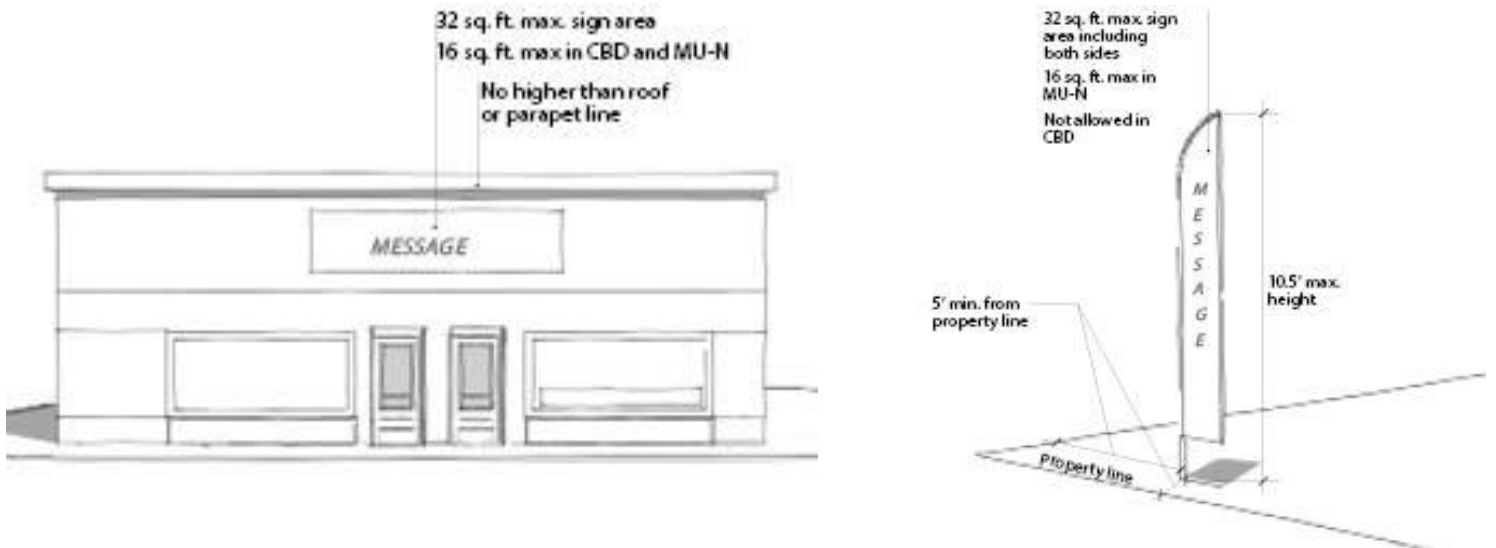 32 sq. ft. max. sign area
16 sq. ft. max in CBD and MU-N
No higher than roof
or parapet line
MESSAGE
32 sq. ft. max. sign
area including
both sides
16 sq. ft. max in
MU-N
Not allowed in
CBD
MESSAGE
10.5' max.
height
5' min. from
property line
Property line